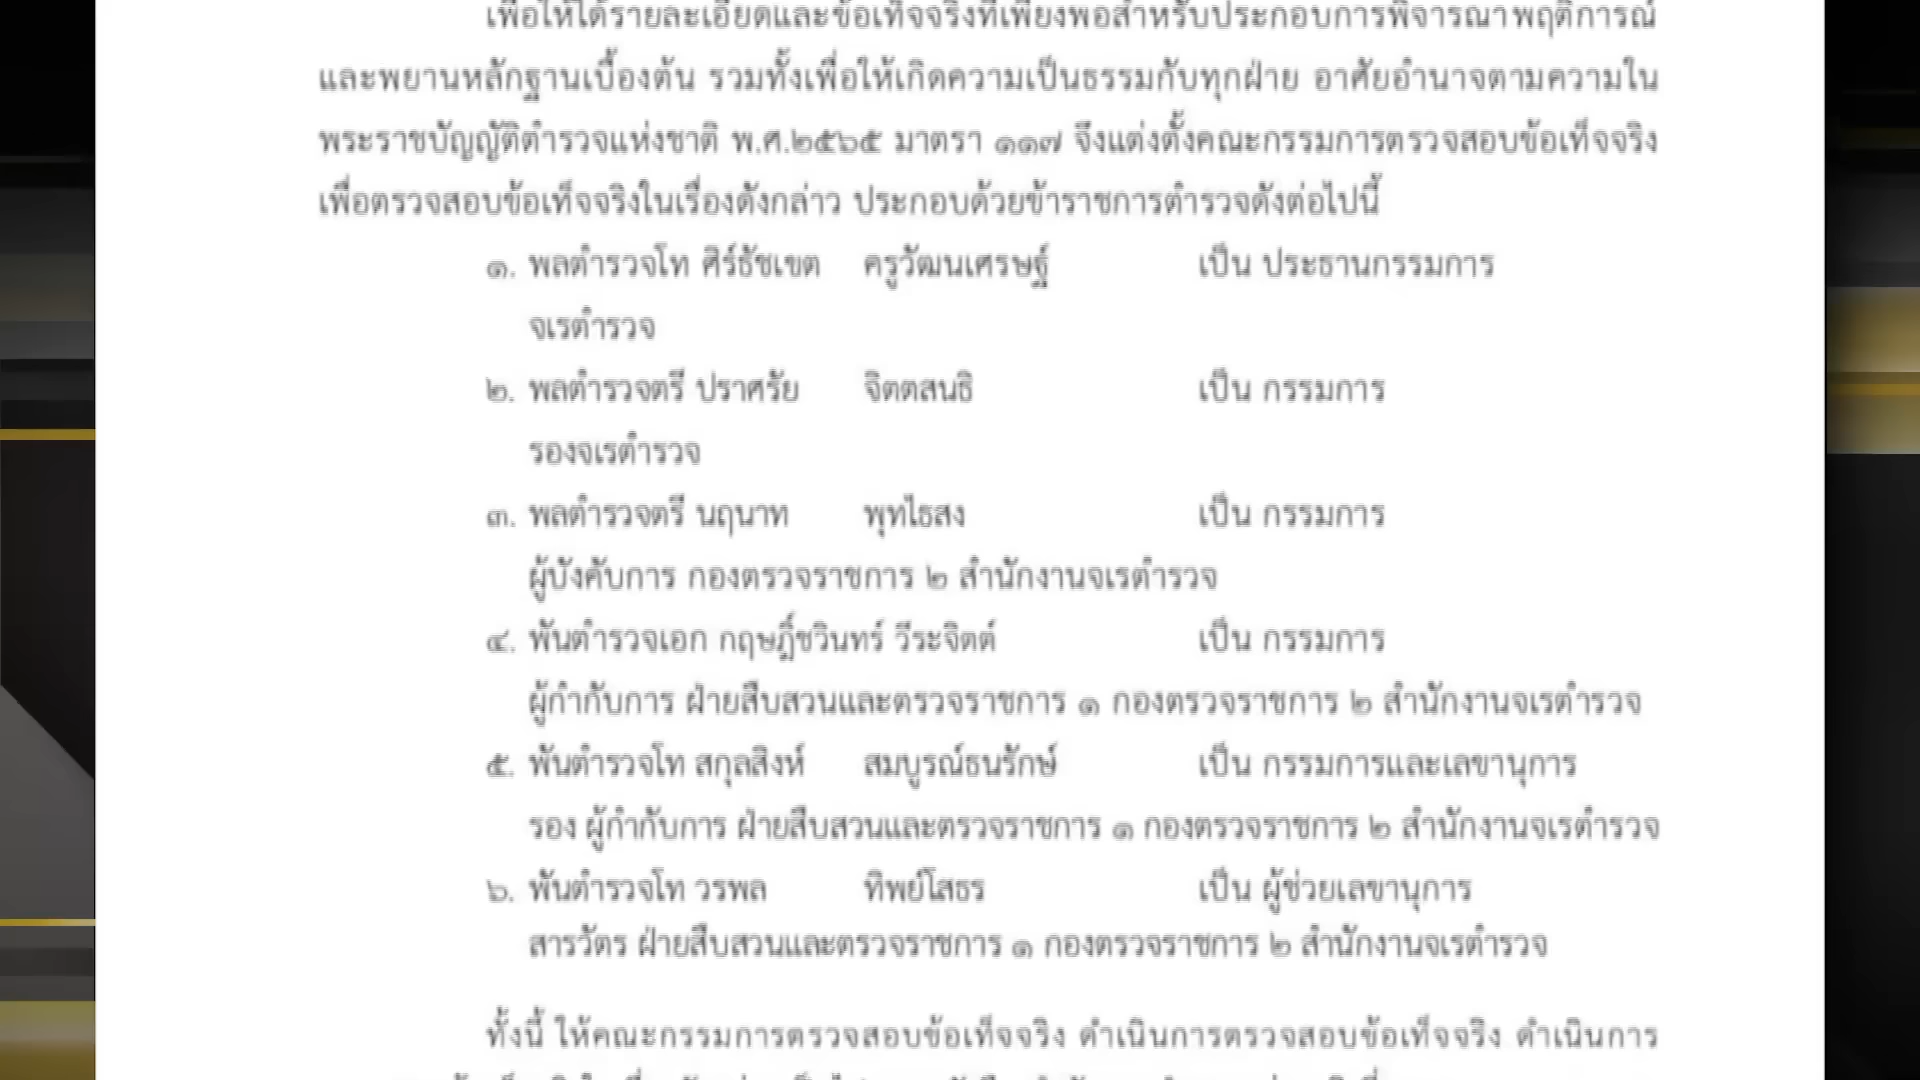 เพื่อให้ได้รายละเอียดและข้อเท็จจริงที่เพียงพอสำหรับประกอบการพิจารณาพฤติการณ์
และพยานหลักฐานเบื้องต้น รวมทั้งเพื่อให้เกิดความเป็นธรรมกับทุกฝ่าย อาศัยอำนาจตามความใน
พระราชบัญญัติตำรวจแห่งชาติ พ.ศ.๒๕๖๕ มาตรา ๑๑๗ จึงแต่งตั้งคณะกรรมการตรวจสอบข้อเท็จจริง
เพื่อตรวจสอบข้อเท็จจริงในเรื่องดังกล่าว ประกอบด้วยข้าราชการตำรวจดังต่อไปนี้
๑. พลตำรวจโท ศิร์ธัชเขต ครูวัฒนเศรษฐ์ เป็น ประธานกรรมการ
จเรตำรวจ
๒. พลตำรวจตรี ปราศรัย จิตตสนธิ เป็น กรรมการ
รองจเรตำรวจ
๓. พลตำรวจตรี นฤนาท พุทไธสง เป็น กรรมการ
ผู้บังคับการ กองตรวจราชการ ๒ สำนักงานจเรตำรวจ
๔. พันตำรวจเอก กฤษฎิ์ชวินทร์ วีระจิตต์ เป็น กรรมการ
ผู้กำกับการ ฝ่ายสืบสวนและตรวจราชการ ๑ กองตรวจราชการ ๒ สำนักงานจเรตำรวจ
๕. พันตำรวจโท สกุลสิงห์ สมบูรณ์ธนรักษ์ เป็น กรรมการและเลขานุการ
รอง ผู้กำกับการ ฝ่ายสืบสวนและตรวจราชการ ๑ กองตรวจราชการ ๒ สำนักงานจเรตำรวจ
๖. พันตำรวจโท วรพล ทิพย์โสธร เป็น ผู้ช่วยเลขานุการ
สารวัตร ฝ่ายสืบสวนและตรวจราชการ ๑ กองตรวจราชการ ๒ สำนักงานจเรตำรวจ
ทั้งนี้ ให้คณะกรรมการตรวจสอบข้อเท็จจริง ดำเนินการตรวจสอบข้อเท็จจริง ดำเนินการ